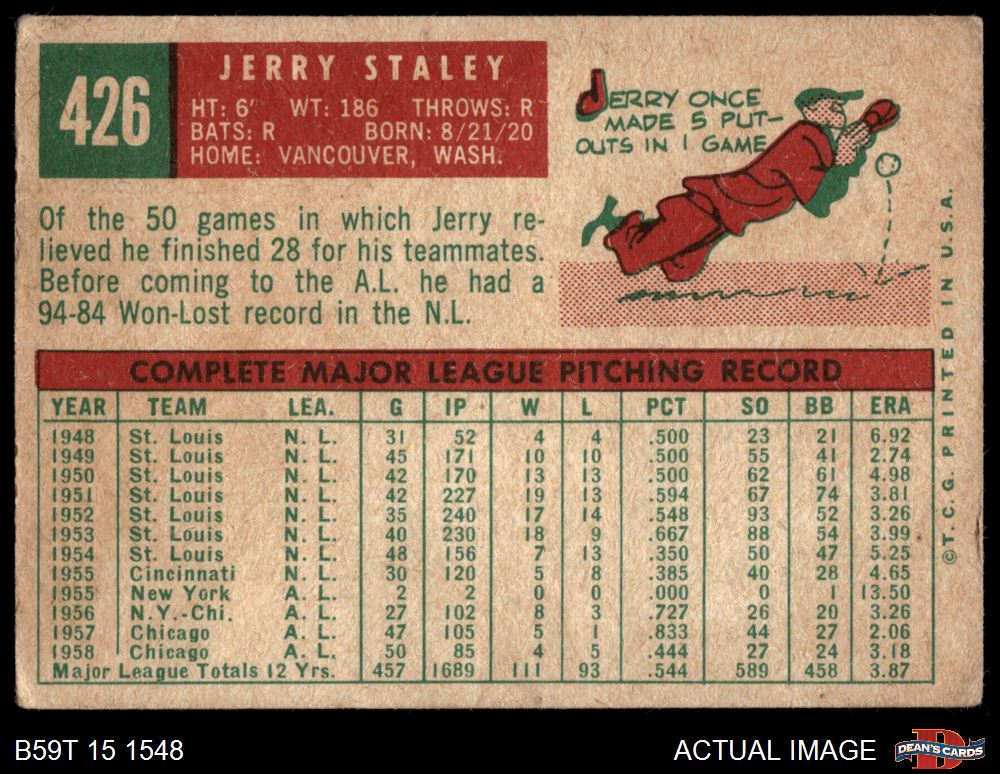 426
JERRY STALEY
HT: 6' WT: 186 THROWS: R
BATS: R BORN: 8/21/20
HOME: VANCOUVER, WASH.
JERRY ONCE
MADE 5 PUT-
OUTS IN 1 GAME
Of the 50 games in which Jerry re-
lieved he finished 28 for his teammates.
Before coming to the A.L. he had a
94-84 Won-Lost record in the N.L.
COMPLETE MAJOR LEAGUE PITCHING RECORD
YEAR TEAM LEA. G IP W L PCT SO BB ERA
1948 St. Louis N. L. 31 52 4 4 .500 23 21 6.92
1949 St. Louis N. L. 45 171 10 10 .500 55 41 2.74
1950 St. Louis N. L. 42 170 13 13 .500 62 61 4.98
1951 St. Louis N. L. 42 227 19 13 .594 67 74 3.81
1952 St. Louis N. L. 35 240 17 14 .548 93 52 3.26
1953 St. Louis N. L. 40 230 18 9 .667 88 54 3.99
1954 St. Louis N. L. 48 156 7 13 .350 50 47 5.25
1955 Cincinnati N. L. 30 120 5 8 .385 40 28 4.65
1955 New York A. L. 2 2 0 0 .000 0 1 13.50
1956 N.Y.-Chi. A. L. 27 102 8 3 .727 26 20 3.26
1957 Chicago A. L. 47 105 5 1 .833 44 27 2.06
1958 Chicago A. L. 50 85 4 5 .444 27 24 3.18
Major League Totals 12 Yrs. 457 1689 111 93 .544 589 458 3.87
©T. C. G. PRINTED IN U.S.A.
B59T 15 1548
ACTUAL IMAGE
DEAN'S CARDS